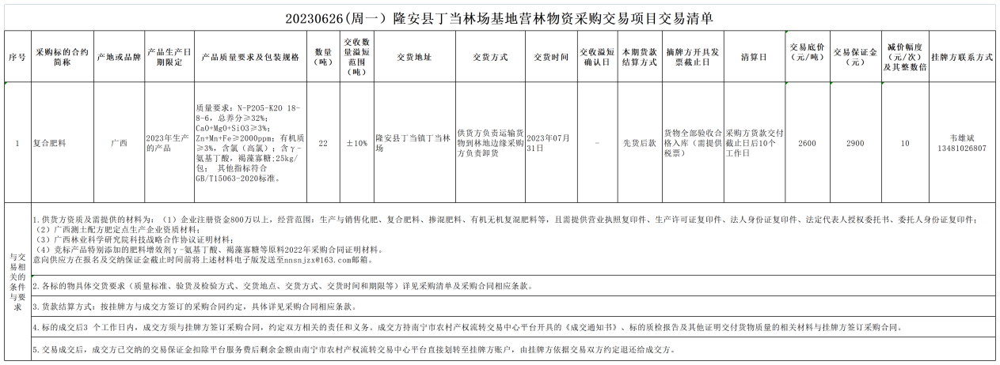 20230626(周一）隆安县丁当林场基地营林物资采购交易项目交易清单
序号
采购标的合约
简称
产地或品牌
产品生产日
期限定
产品质量要求及包装规格
数量
（吨）
交收数
量溢短
范围
（吨）
交货地址
交货方式
交货时间
交收溢短
确认日
本期货款
结算方式
摘牌方开具发
票截止日
清算日
交易底价
（元/吨）
交易保证金
（元）
减价幅度
（元/次）
及其整数倍
挂牌方联系方式
1
复合肥料
广西
2023年生产
的产品
质量要求：N-P2O5-K2O 18-
8-6，总养分≥32%；
CaO+MgO+SiO3≥3%；
Zn+Mn+Fe≥2000ppm；有机质
≥3%，含氯（高氯）；含γ-
氨基丁酸，褐藻寡糖;25kg/
包； 其他指标符合
GB/T15063-2020标准。
22
±10%
隆安县丁当镇丁当林
场
供货方负责运输货
物到林地边缘采购
方负责卸货
2023年07月
31日
-
先货后款
货物全部验收合
格入库（需提供
税票）
采购方货款交付
截止日后10个
工作日
2600
2900
10
韦雄斌
13481026807
与交
易相
关的
条件
与要
求
1.供货方资质及需提供的材料为：（1）企业注册资金800万以上，经营范围：生产与销售化肥、复合肥料、掺混肥料、有机无机复混肥料等，且需提供营业执照复印件、生产许可证复印件、法人身份证复印件、法定代表人授权委托书、委托人身份证复印件；
（2）广西测土配方肥定点生产企业资质材料；
（3）广西林业科学研究院科技战略合作协议证明材料；
（4）竞标产品特别添加的肥料增效剂γ-氨基丁酸、褐藻寡糖等原料2022年采购合同证明材料。
意向供应方在报名及交纳保证金截止时间前将上述材料电子版发送至nnsnjzx@163.com邮箱。
2.各标的物具体交货要求（质量标准、验货及检验方式、交货地点、交货方式、交货时间和期限等）详见采购清单及采购合同相应条款。
3.货款结算方式：按挂牌方与成交方签订的采购合同约定，具体详见采购合同相应条款。
4.标的成交后3 个工作日内，成交方须与挂牌方签订采购合同，约定双方相关的责任和义务。成交方持南宁市农村产权流转交易中心平台开具的《成交通知书》、标的质检报告及其他证明交付货物质量的相关材料与挂牌方签订采购合同。
5.交易成交后，成交方已交纳的交易保证金扣除平台服务费后剩余金额由南宁市农村产权流转交易中心平台直接划转至挂牌方账户，由挂牌方依据交易双方约定退还给成交方。